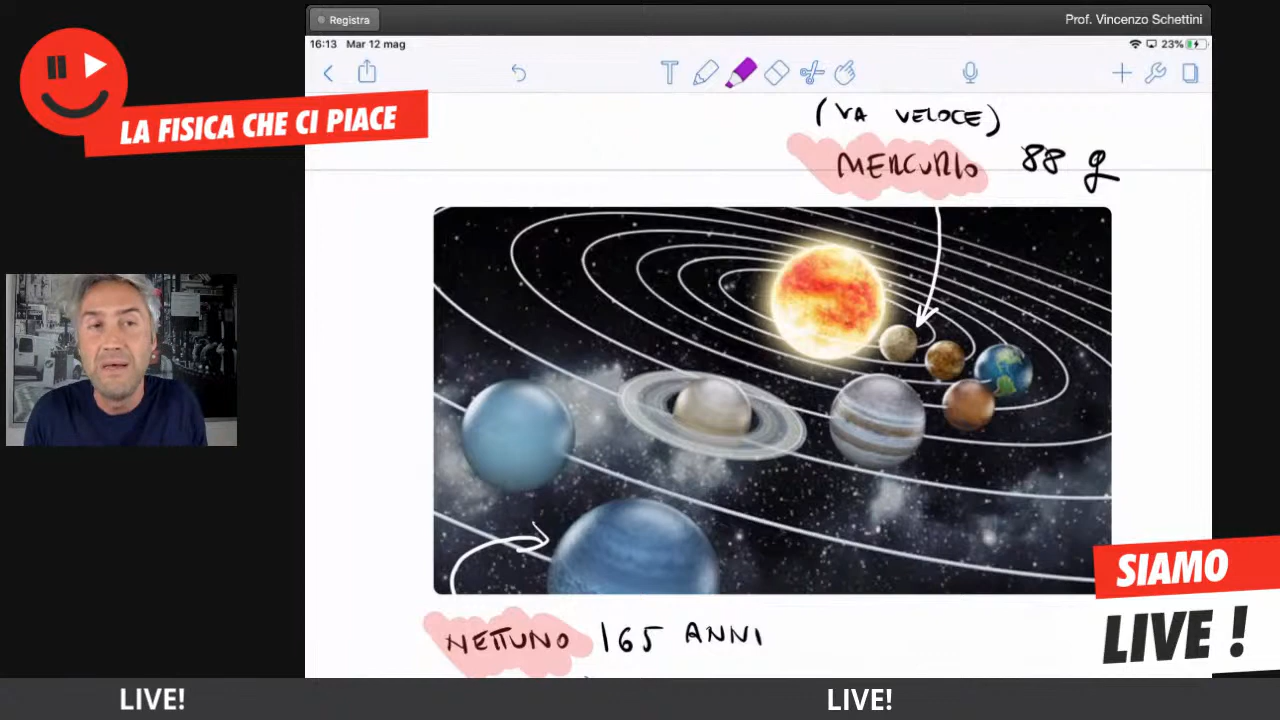 Registra
Prof. Vincenzo Schettini
16:13 Mar 12 mag
23%
LA FISICA CHE CI PIACE
T
(VA VELOCE)
MERCURIO 88 g
NETTUNO 165 ANNI
SIAMO
LIVE !
LIVE!
LIVE!